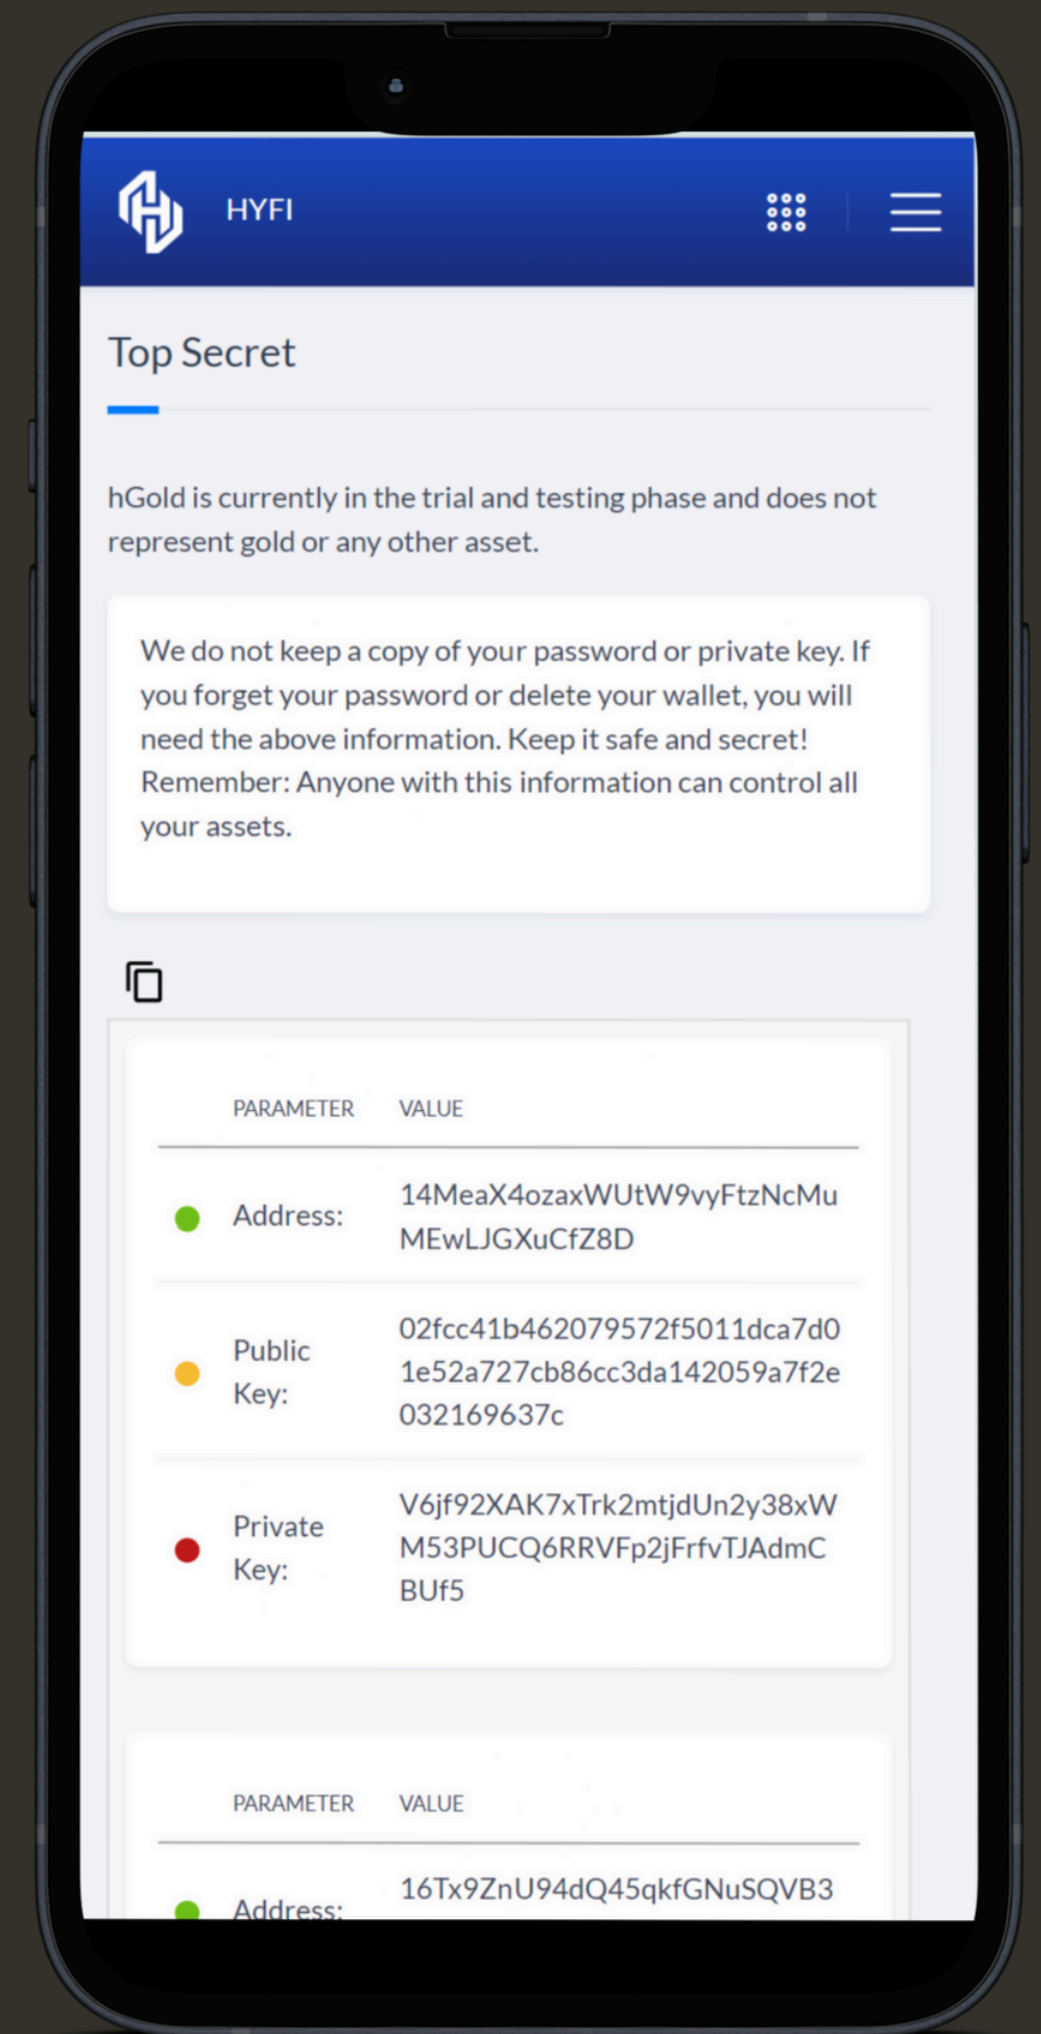 HYFI
Top Secret
hGold is currently in the trial and testing phase and does not
represent gold or any other asset.
We do not keep a copy of your password or private key. If
you forget your password or delete your wallet, you will
need the above information. Keep it safe and secret!
Remember: Anyone with this information can control all
your assets.
PARAMETER VALUE
Address: 14MeaX4ozaxWUtW9vyFtzNcMu
MEwLJGXuCfZ8D
Public Key: 02fcc41b462079572f5011dca7d0
1e52a727cb86cc3da142059a7f2e
032169637c
Private Key: V6jf92XAK7xTrk2mtjdUn2y38xW
M53PUCQ6RRVFp2jFrfvTJAdmC
BUf5
PARAMETER VALUE
Address: 16Tx9ZnU94dQ45qkfGNuSQVB3